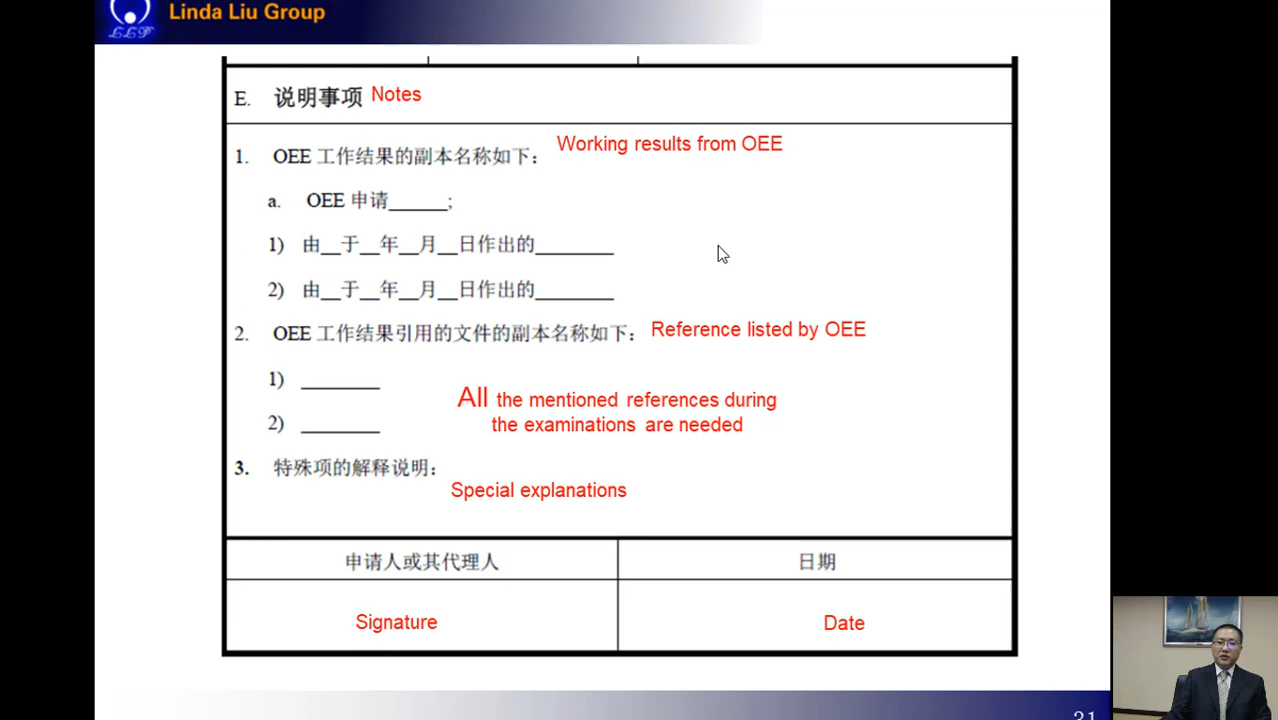 Linda Liu Group
LLP
E. 说明事项 Notes
1. OEE 工作结果的副本名称如下： Working results from OEE
a. OEE 申请______;
1) 由__于__年__月__日作出的________
2) 由__于__年__月__日作出的________
2. OEE 工作结果引用的文件的副本名称如下： Reference listed by OEE
1) ________
All the mentioned references during
the examinations are needed
2) ________
3. 特殊项的解释说明：
Special explanations
申请人或其代理人 日期
Signature Date
21